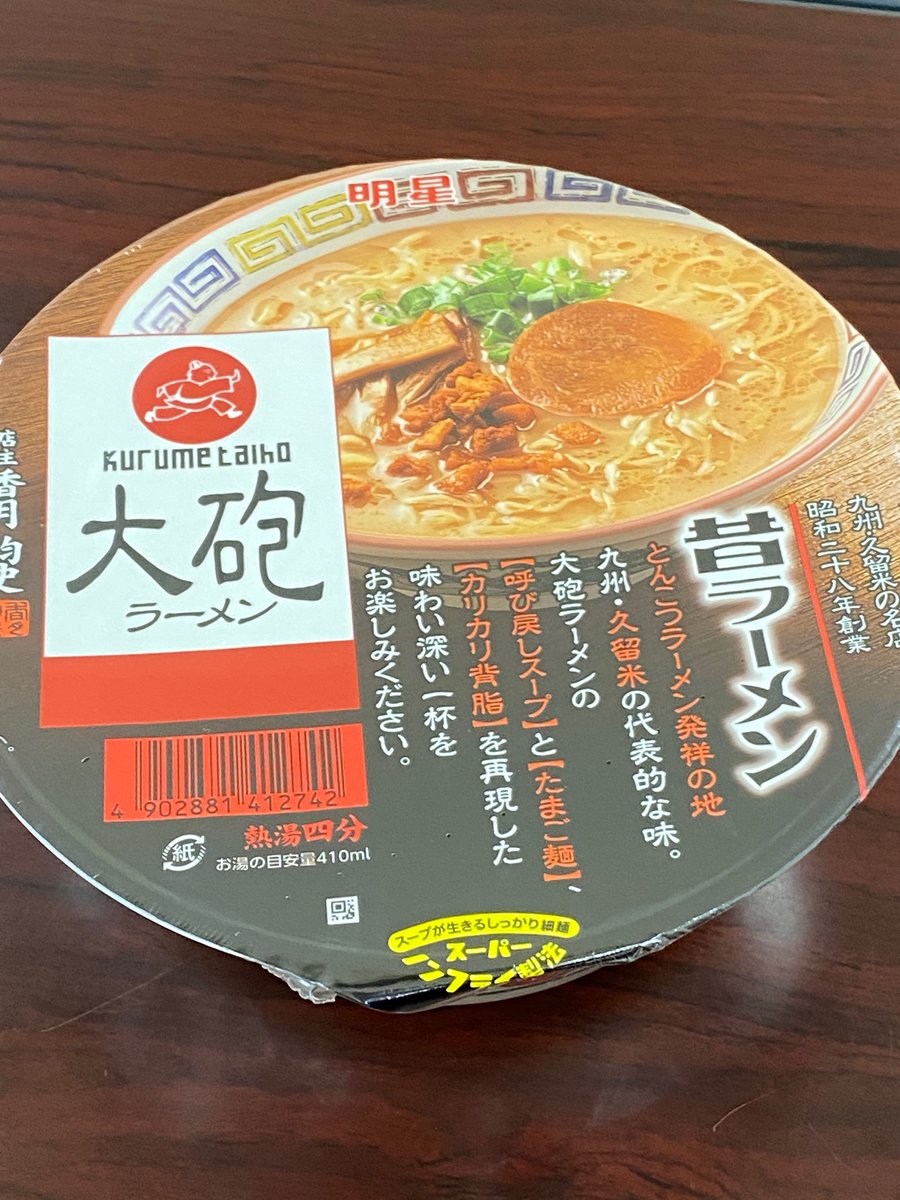 明星
九州・久留米の名店
昭和二十八年創業
昔ラーメン
とんこつラーメン発祥の地
九州・久留米の代表的な味。
大砲ラーメンの
【呼び戻しスープ】と【たまご麺】、
【カリカリ背脂】を再現した
味わい深い一杯を
お楽しみください。
kurume taiho
大砲
ラーメン
店主 香月 均史
4 902881 412742
紙
熱湯四分
お湯の目安量410ml
スープが生きるしっかり細麺
スーパー
ノンフライ製法